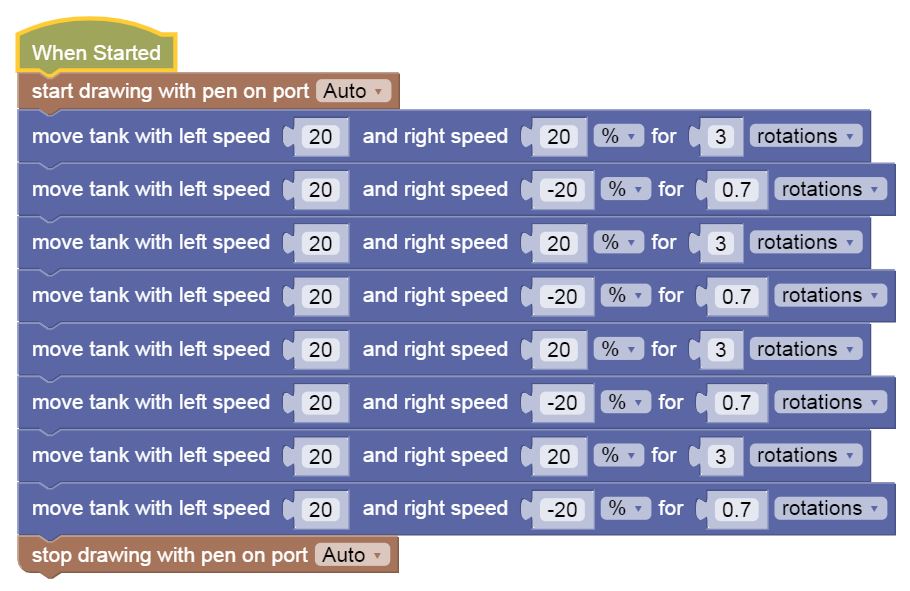 When Started
start drawing with pen on port Auto
move tank with left speed 20 and right speed 20 % for 3 rotations
move tank with left speed 20 and right speed -20 % for 0.7 rotations
move tank with left speed 20 and right speed 20 % for 3 rotations
move tank with left speed 20 and right speed -20 % for 0.7 rotations
move tank with left speed 20 and right speed 20 % for 3 rotations
move tank with left speed 20 and right speed -20 % for 0.7 rotations
move tank with left speed 20 and right speed 20 % for 3 rotations
move tank with left speed 20 and right speed -20 % for 0.7 rotations
stop drawing with pen on port Auto